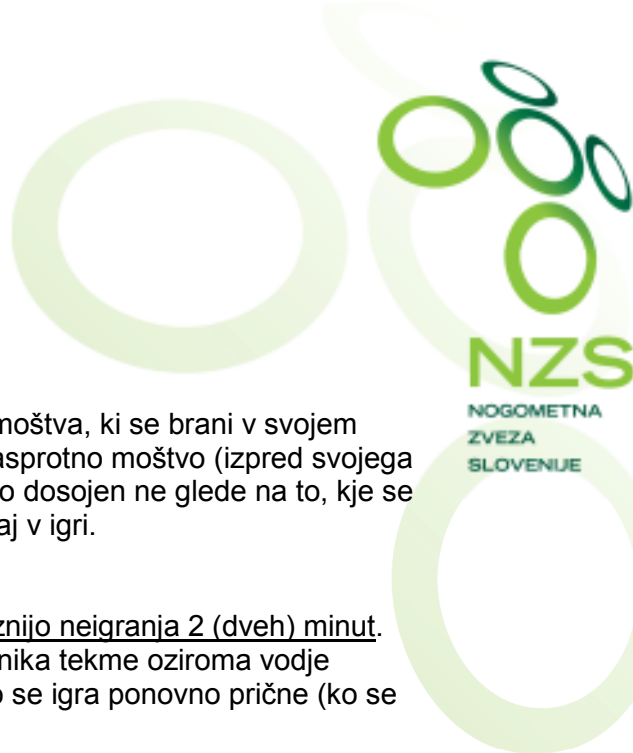 NZS
NOGOMETNA
ZVEZA
SLOVENIJE
moštva, ki se brani v svojem
asprotno moštvo (izpred svojega
o dosojen ne glede na to, kje se
aj v igri.
znijo neigranja 2 (dveh) minut.
nika tekme oziroma vodje
o se igra ponovno prične (ko se